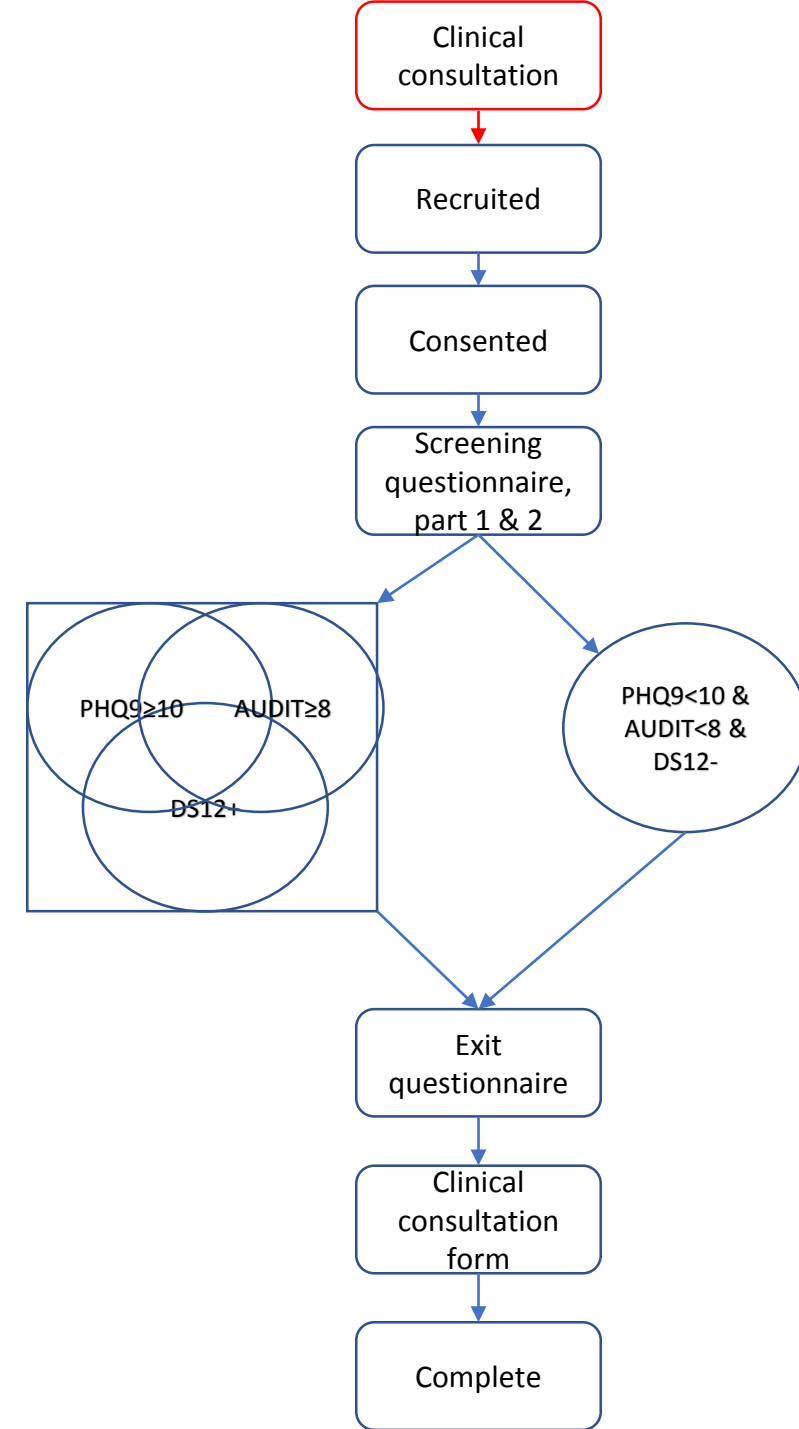 Clinical
consultation
Recruited
Consented
Screening
questionnaire,
part 1 & 2
PHQ9≥10
AUDIT≥8
DS12+
PHQ9<10 &
AUDIT<8 &
DS12-
Exit
questionnaire
Clinical
consultation
form
Complete